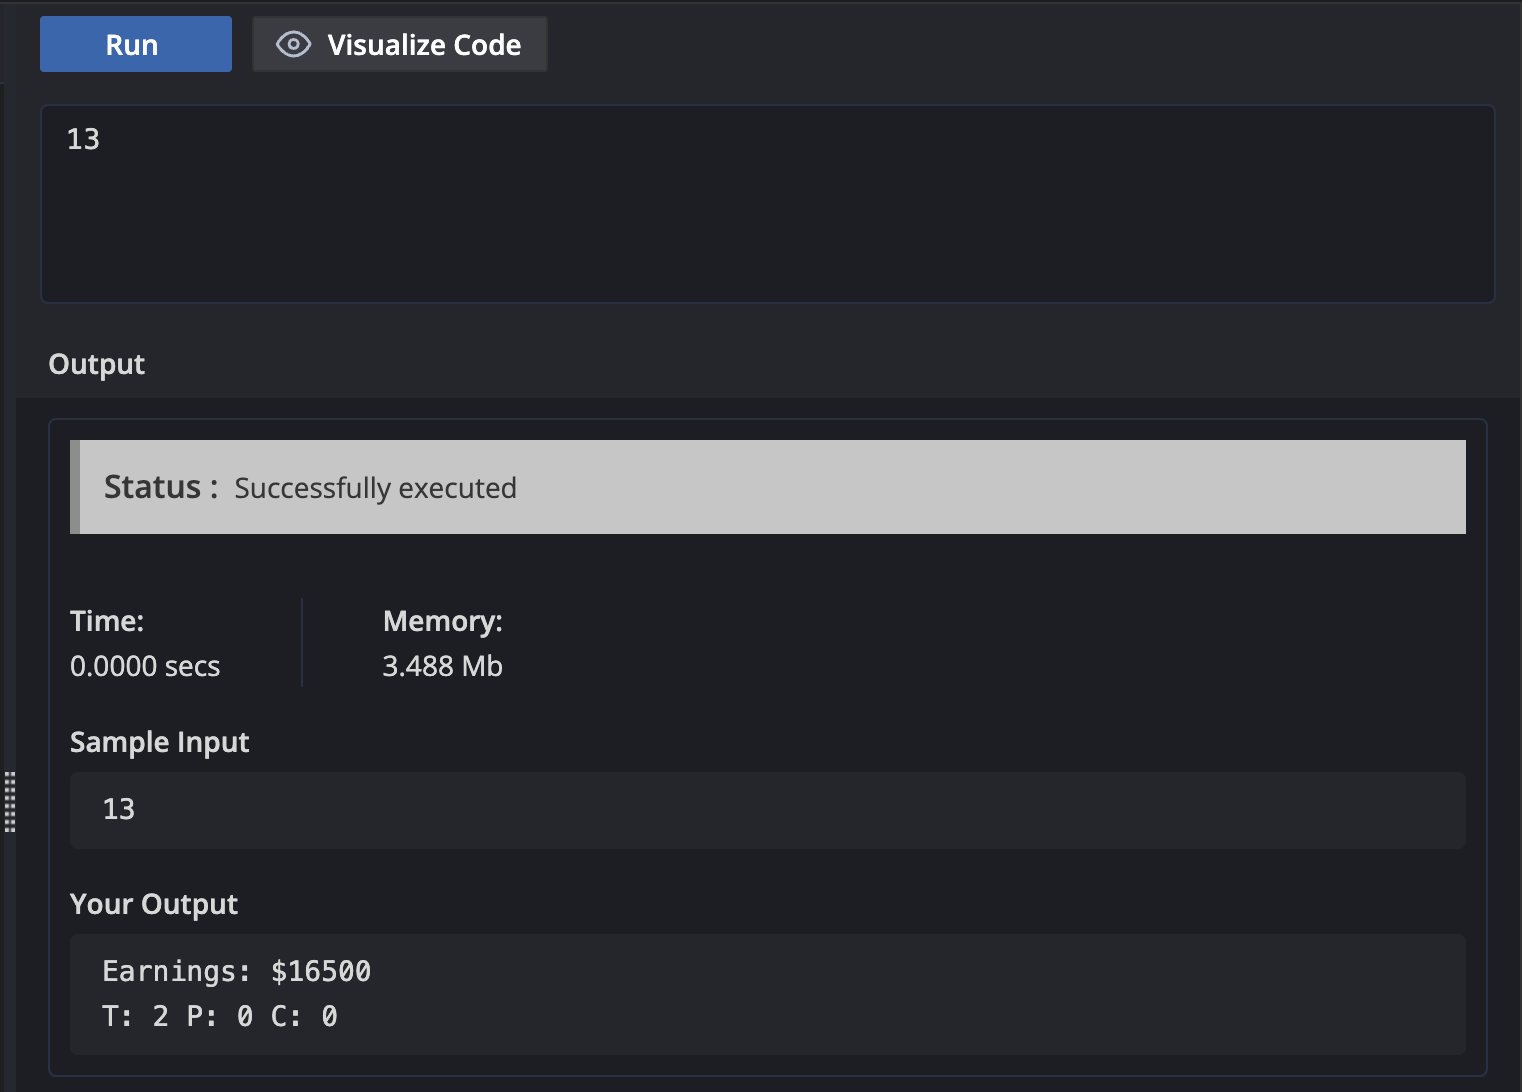 Run Visualize Code
13
Output
Status : Successfully executed
Time: Memory:
0.0000 secs 3.488 Mb
Sample Input
13
Your Output
Earnings: $16500
T: 2 P: 0 C: 0